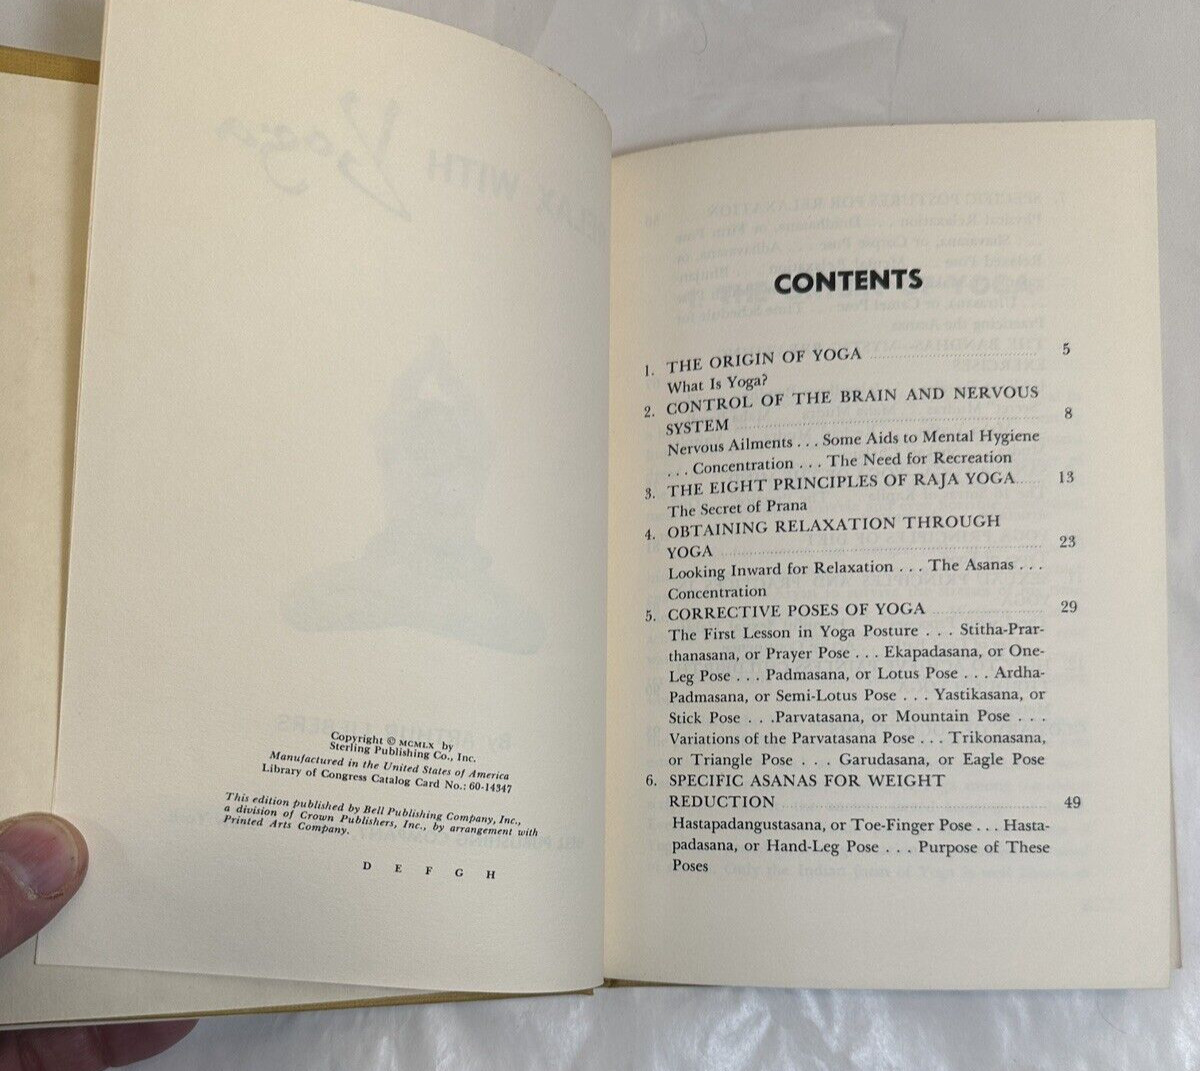 Copyright © MCMLX by
Sterling Publishing Co., Inc.
Manufactured in the United States of America
Library of Congress Catalog Card No.: 60-14347
This edition published by Bell Publishing Company, Inc.,
a division of Crown Publishers, Inc., by arrangement with
Printed Arts Company.
D E F G H
CONTENTS
1. THE ORIGIN OF YOGA 5
What Is Yoga?
2. CONTROL OF THE BRAIN AND NERVOUS
SYSTEM 8
Nervous Ailments . . . Some Aids to Mental Hygiene
. . . Concentration . . . The Need for Recreation
3. THE EIGHT PRINCIPLES OF RAJA YOGA 13
The Secret of Prana
4. OBTAINING RELAXATION THROUGH
YOGA 23
Looking Inward for Relaxation . . . The Asanas . . .
Concentration
5. CORRECTIVE POSES OF YOGA 29
The First Lesson in Yoga Posture . . . Stitha-Prar-
thanasana, or Prayer Pose . . . Ekapadasana, or One-
Leg Pose . . . Padmasana, or Lotus Pose . . . Ardha-
Padmasana, or Semi-Lotus Pose . . . Yastikasana, or
Stick Pose . . . Parvatasana, or Mountain Pose . . .
Variations of the Parvatasana Pose . . . Trikonasana,
or Triangle Pose . . . Garudasana, or Eagle Pose
6. SPECIFIC ASANAS FOR WEIGHT
REDUCTION 49
Hastapadangustasana, or Toe-Finger Pose . . . Hasta-
padasana, or Hand-Leg Pose . . . Purpose of These
Poses